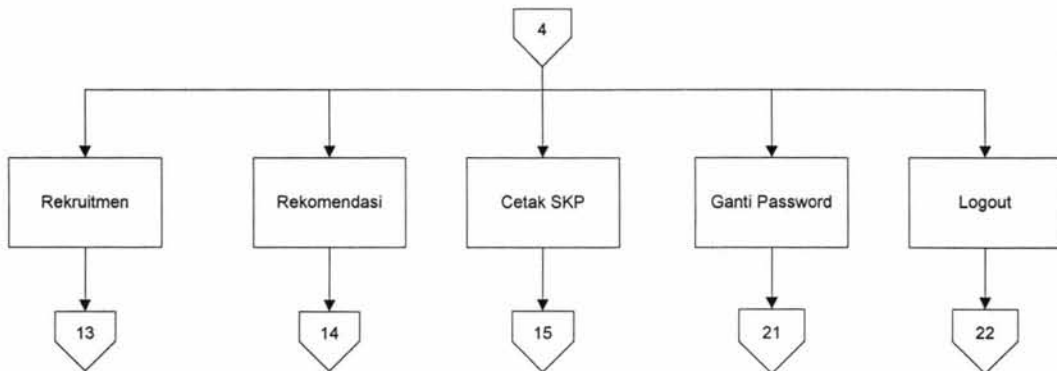 4
Rekruitmen
Rekomendasi
Cetak SKP
Ganti Password
Logout
13
14
15
21
22